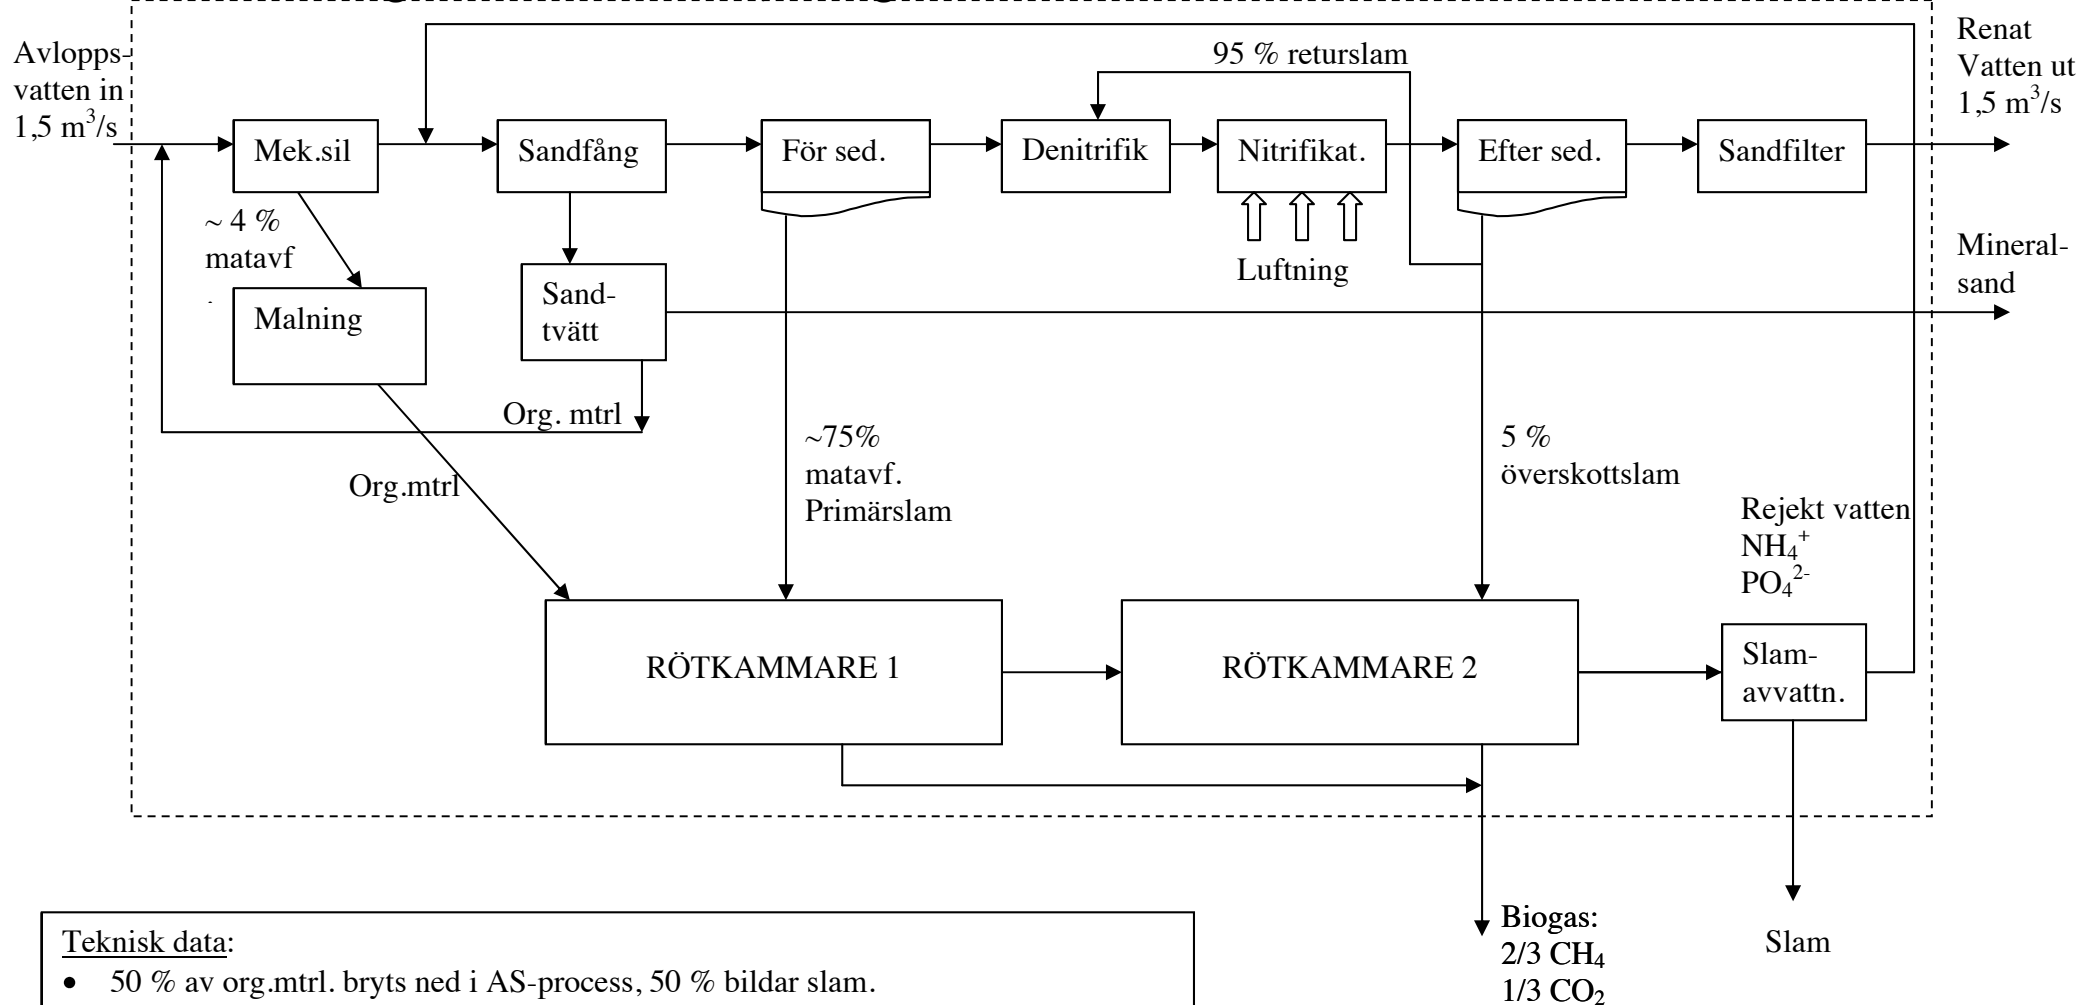 Avlopps-
vatten in
1,5 m³/s
95 % returslam
Renat
Vatten ut
1,5 m³/s
Mek.sil
Sandfång
För sed.
Denitrifik
Nitrifikat.
Efter sed.
Sandfilter
~ 4 %
matavf
.
Malning
Sand-
tvätt
Luftning
Mineral-
sand
Org. mtrl
Org.mtrl
~75%
matavf.
Primärslam
5 %
överskottslam
Rejekt vatten
NH₄⁺
PO₄²⁻
RÖTKAMMARE 1
RÖTKAMMARE 2
Slam-
avvattn.
Biogas:
2/3 CH₄
1/3 CO₂
Slam
Teknisk data:
• 50 % av org.mtrl. bryts ned i AS-process, 50 % bildar slam.